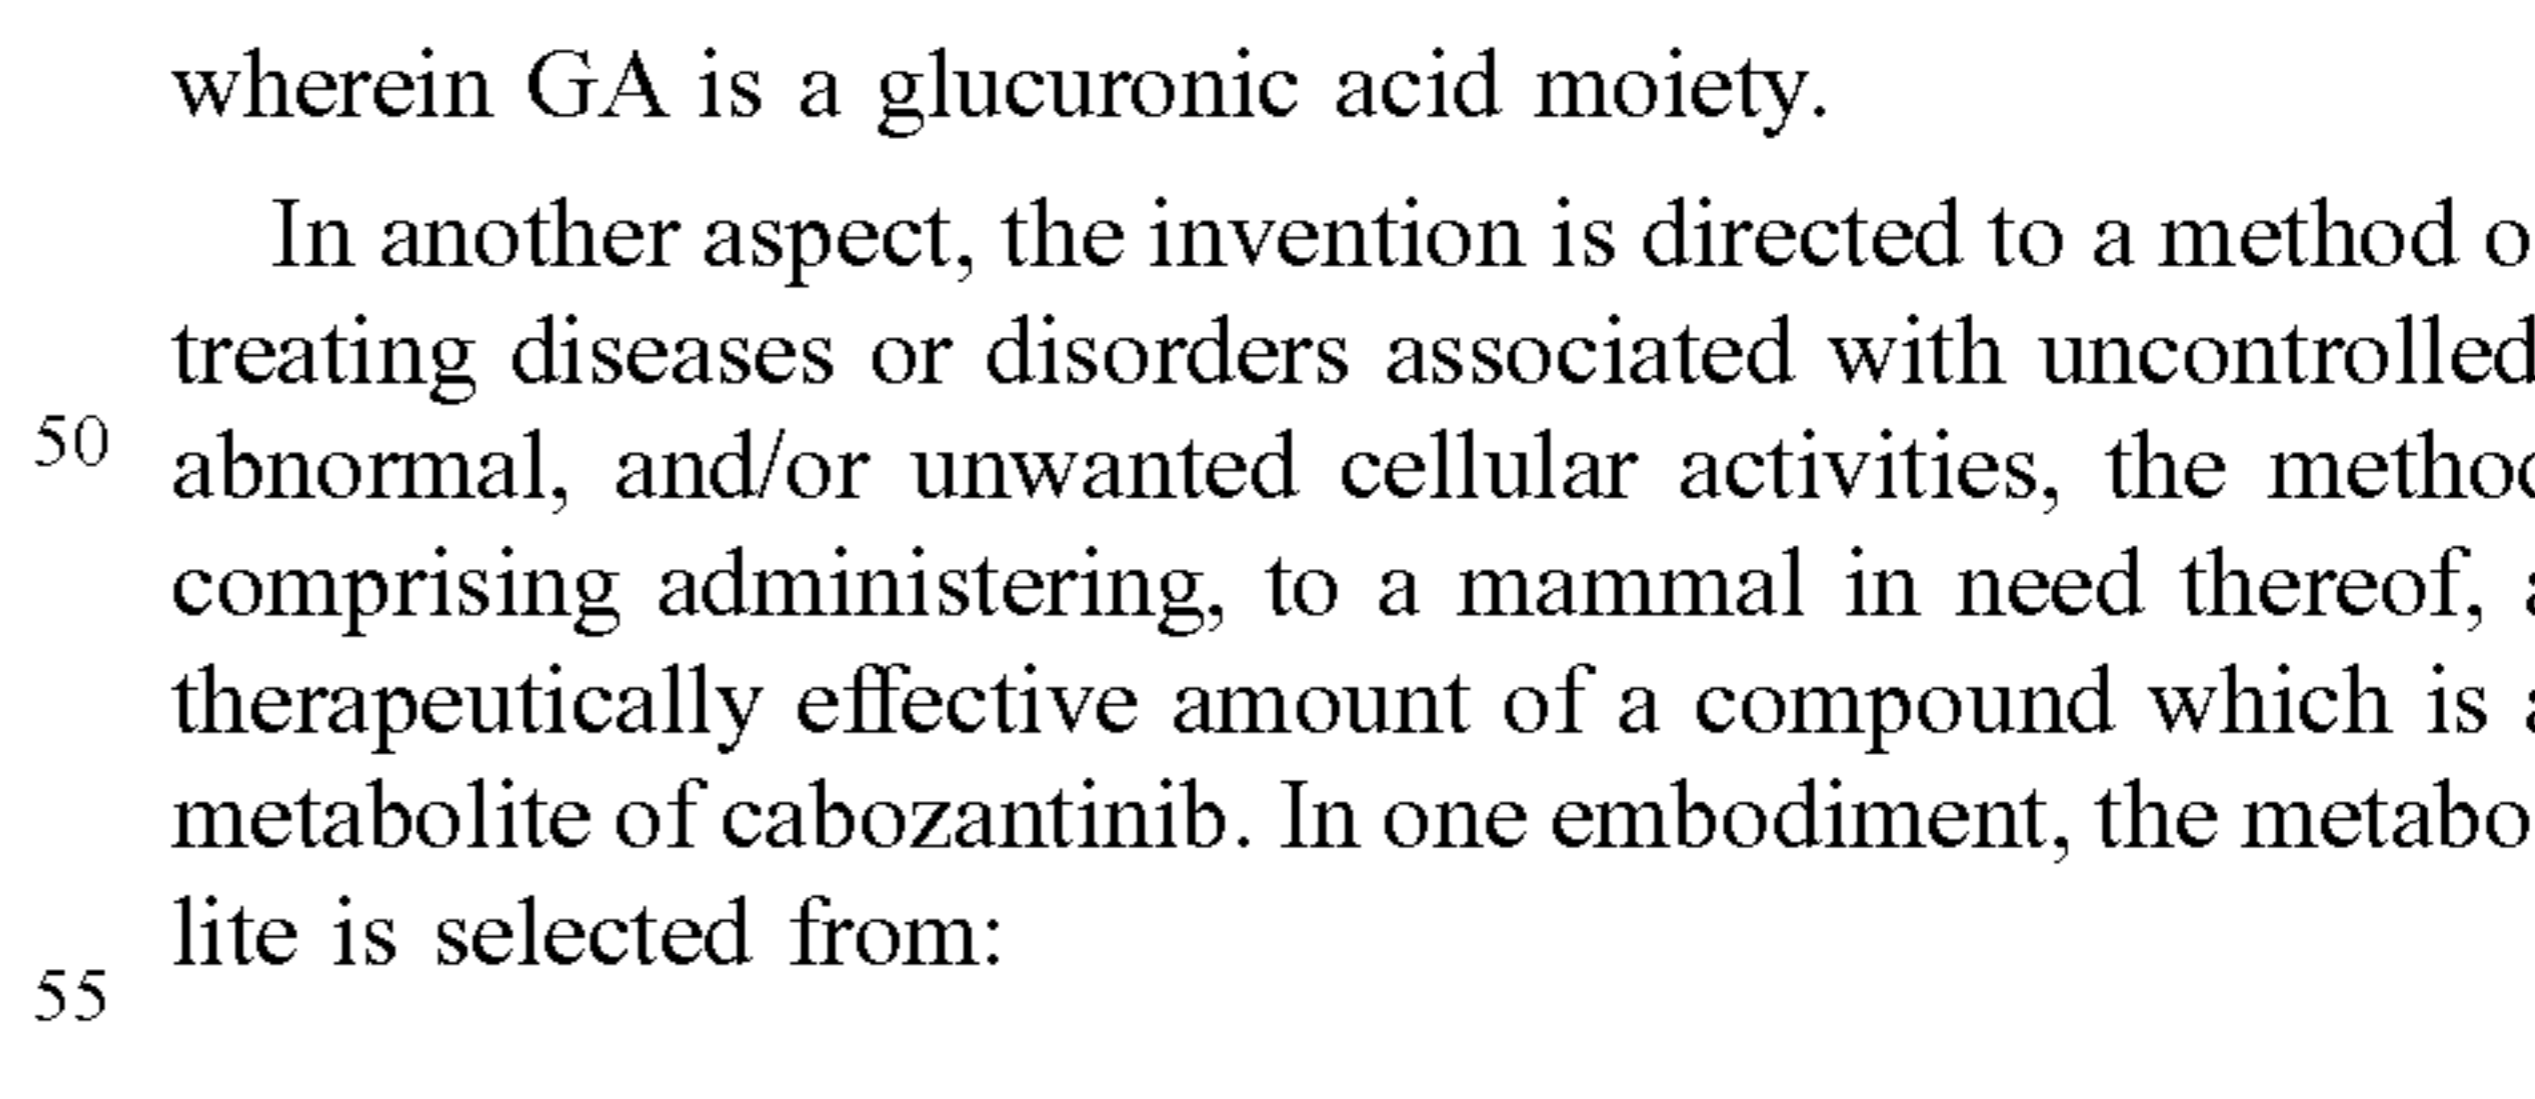 wherein GA is a glucuronic acid moiety.
In another aspect, the invention is directed to a method o
treating diseases or disorders associated with uncontrolled
50 abnormal, and/or unwanted cellular activities, the method
comprising administering, to a mammal in need thereof, a
therapeutically effective amount of a compound which is a
metabolite of cabozantinib. In one embodiment, the metabo
lite is selected from:
55